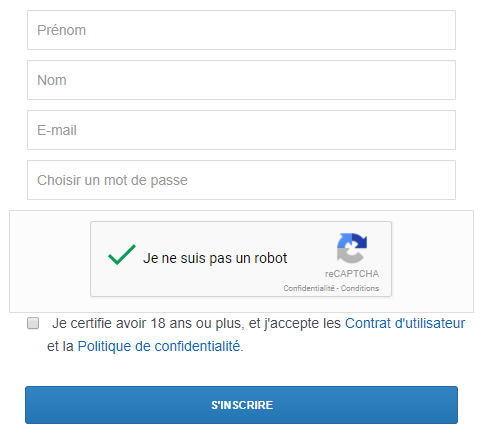 Prénom
Nom
E-mail
Choisir un mot de passe
Je ne suis pas un robot
reCAPTCHA
Confidentialité - Conditions
Je certifie avoir 18 ans ou plus, et j'accepte les Contrat d'utilisateur
et la Politique de confidentialité.
S'INSCRIRE